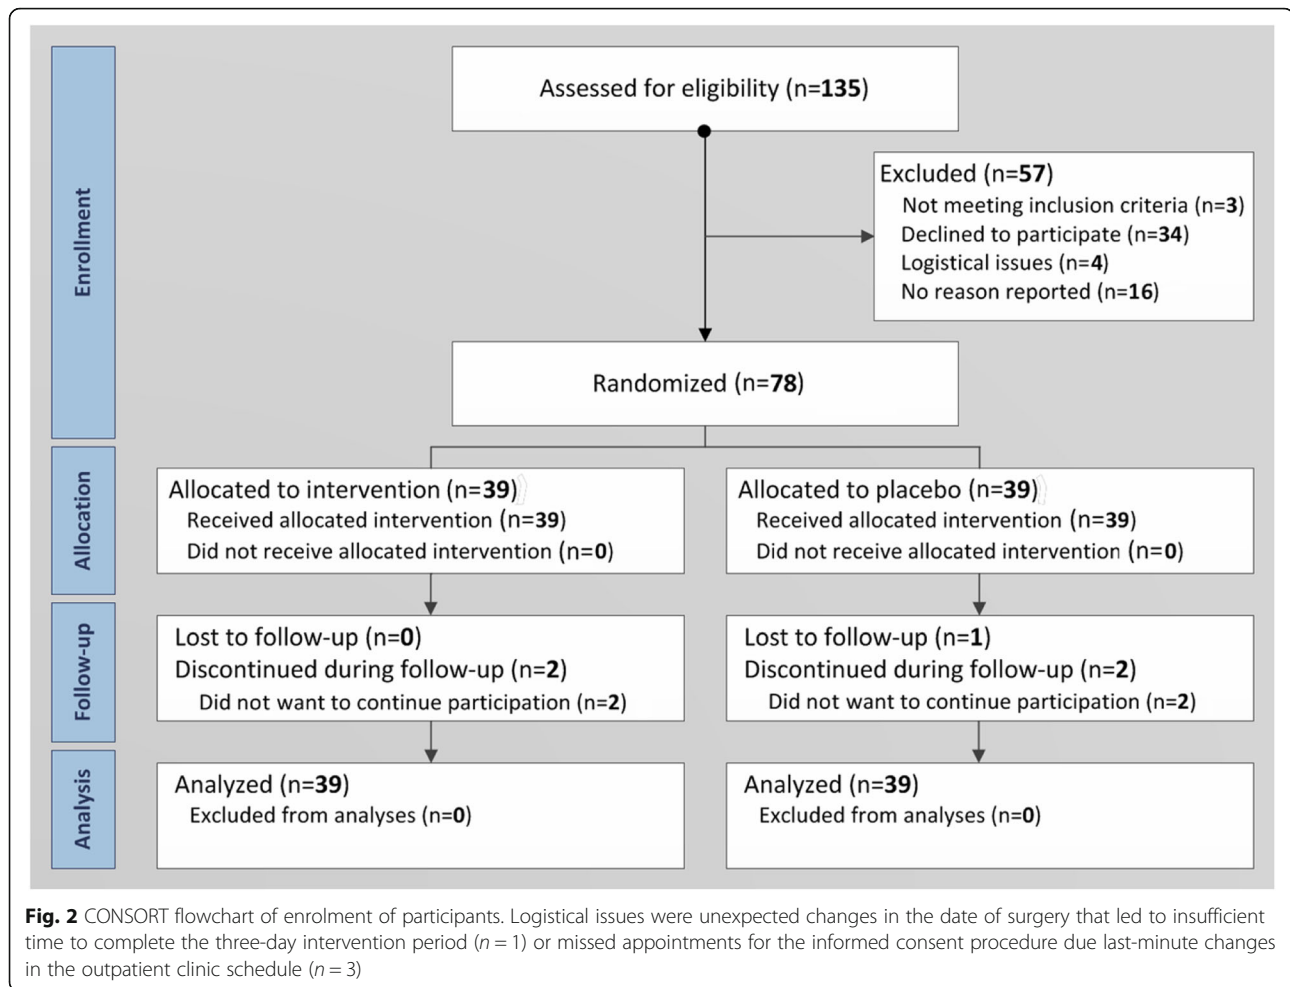 Enrollment
Assessed for eligibility (n=135)
Excluded (n=57)
Not meeting inclusion criteria (n=3)
Declined to participate (n=34)
Logistical issues (n=4)
No reason reported (n=16)
Randomized (n=78)
Allocation
Allocated to intervention (n=39)
Received allocated intervention (n=39)
Did not receive allocated intervention (n=0)
Allocated to placebo (n=39)
Received allocated intervention (n=39)
Did not receive allocated intervention (n=0)
Follow-up
Lost to follow-up (n=0)
Discontinued during follow-up (n=2)
Did not want to continue participation (n=2)
Lost to follow-up (n=1)
Discontinued during follow-up (n=2)
Did not want to continue participation (n=2)
Analysis
Analyzed (n=39)
Excluded from analyses (n=0)
Analyzed (n=39)
Excluded from analyses (n=0)
Fig. 2 CONSORT flowchart of enrolment of participants. Logistical issues were unexpected changes in the date of surgery that led to insufficient
time to complete the three-day intervention period (n = 1) or missed appointments for the informed consent procedure due last-minute changes
in the outpatient clinic schedule (n = 3)